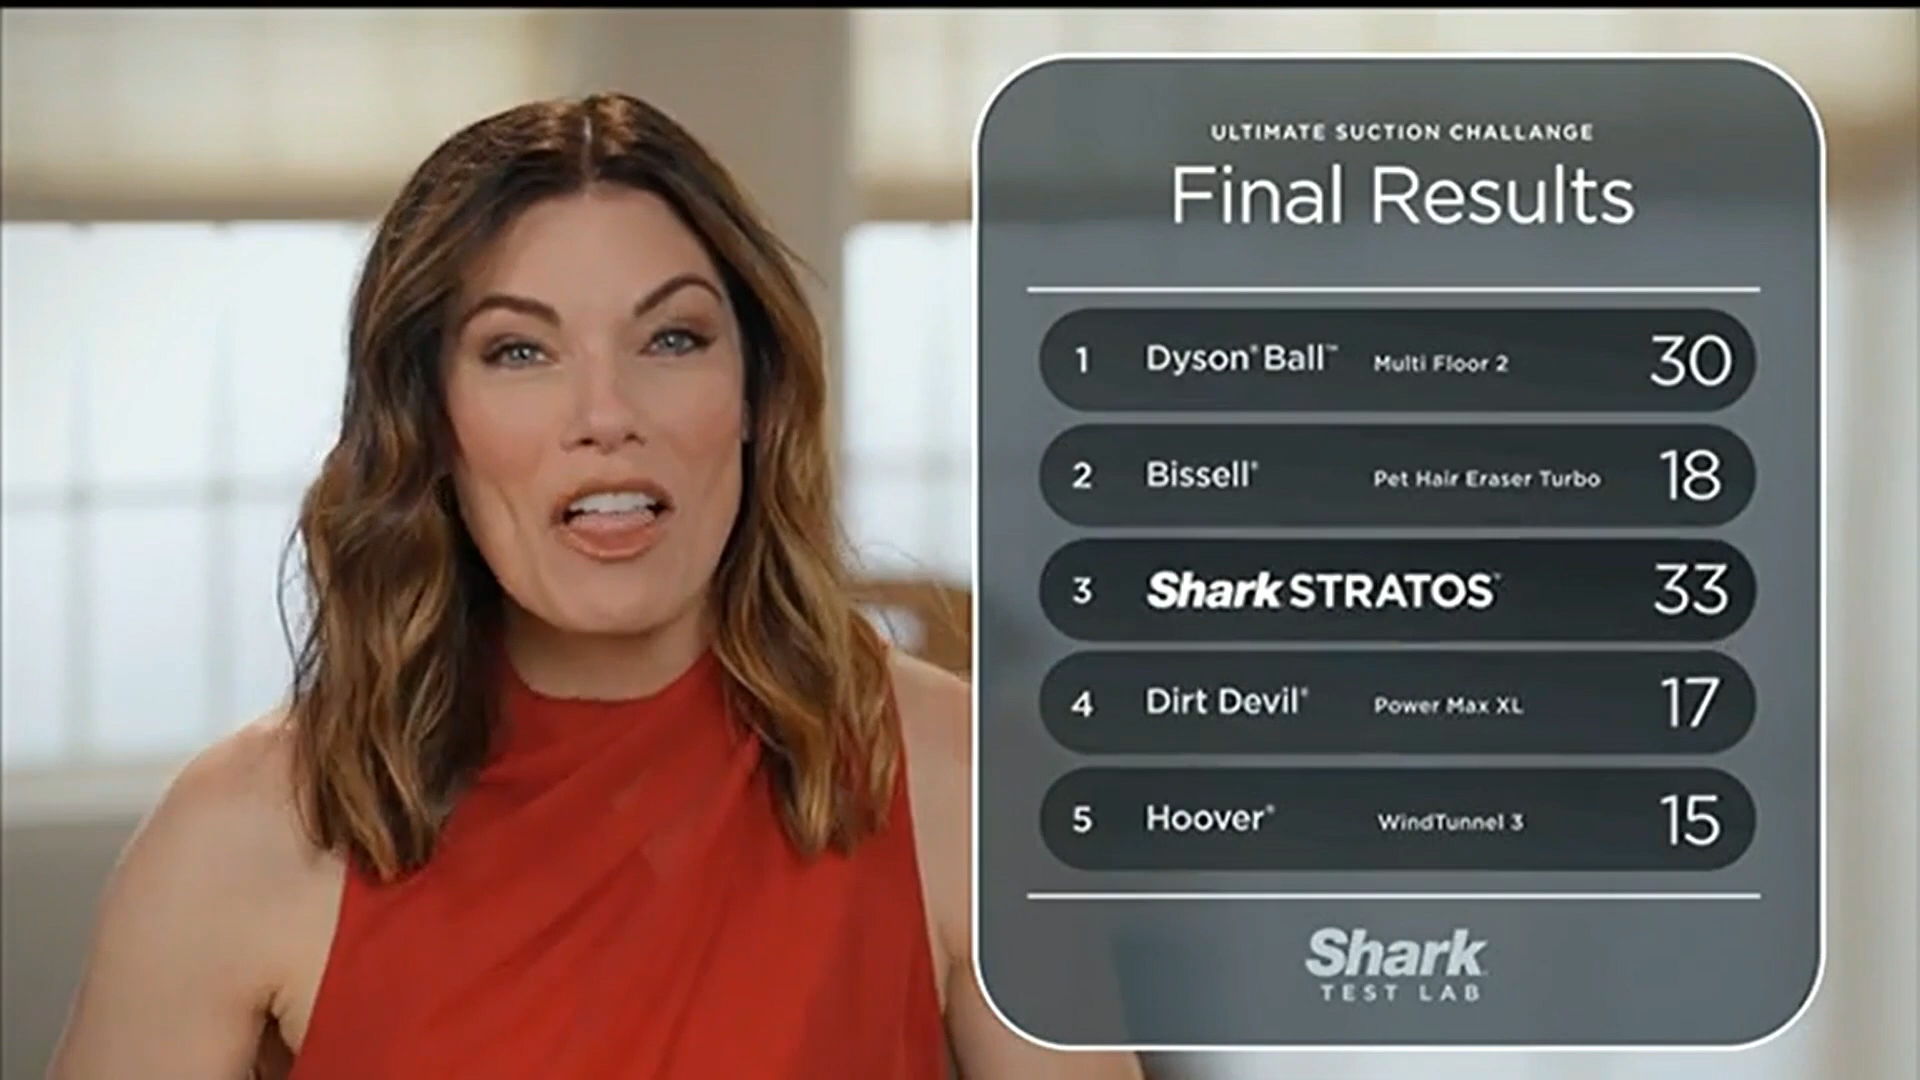 ULTIMATE SUCTION CHALLANGE
Final Results
1 Dyson® Ball™ Multi Floor 2 30
2 Bissell® Pet Hair Eraser Turbo 18
3 Shark STRATOS® 33
4 Dirt Devil® Power Max XL 17
5 Hoover® WindTunnel 3 15
Shark
TEST LAB